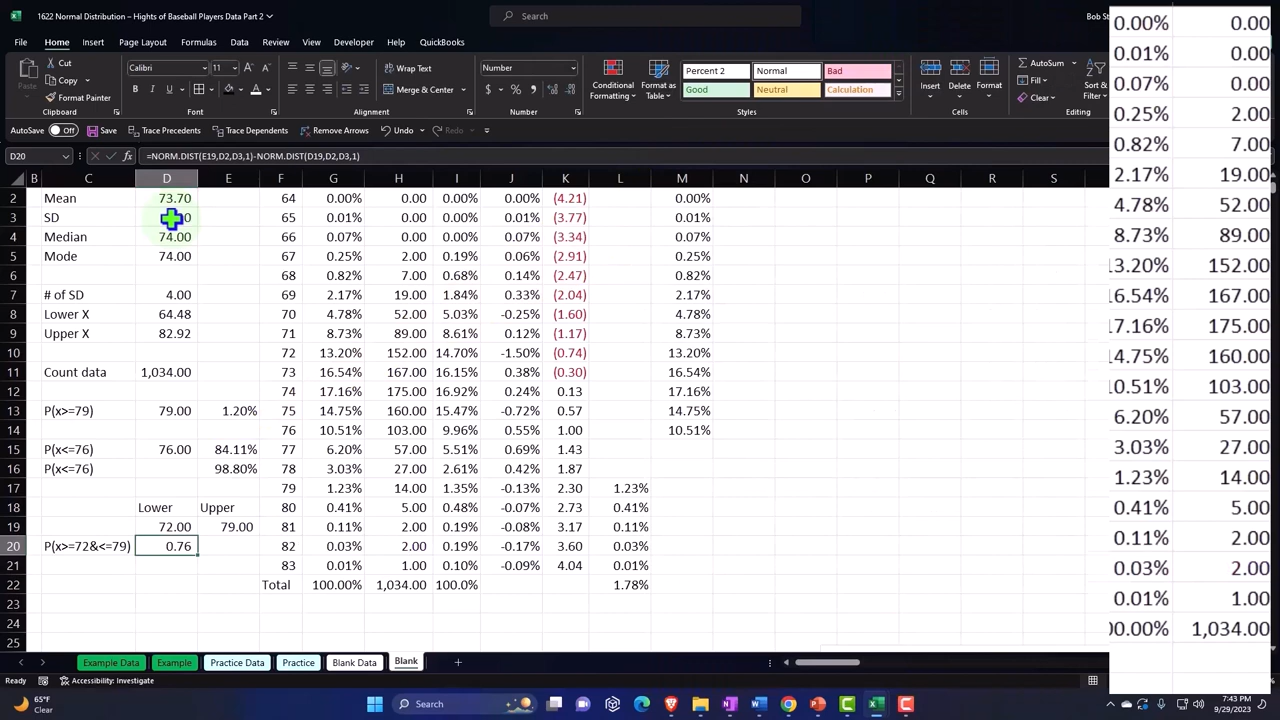 1622 Normal Distribution – Hights of Baseball Players Data Part 2
Search
Bob St
File Home Insert Page Layout Formulas Data Review View Developer Help QuickBooks
Cut
Copy
Format Painter
Paste
Calibri 11
Number
Percent 2 Normal Bad
Good Neutral Calculation
Conditional Formatting
Format as Table
Insert Delete Format
AutoSum
Fill
Clear
Clipboard Font Alignment Number Styles Cells
AutoSave Off Save Trace Precedents Trace Dependents Remove Arrows Undo Redo
D20 fx =NORM.DIST(E19,D2,D3,1)-NORM.DIST(D19,D2,D3,1)
B C D E F G H I J K L M N O P Q R S
2 Mean 73.70 64 0.00% 0.00 0.00% 0.00% (4.21) 0.00%
3 SD 65 0.01% 0.00 0.00% 0.01% (3.77) 0.01%
4 Median 74.00 66 0.07% 0.00 0.00% 0.07% (3.34) 0.07%
5 Mode 74.00 67 0.25% 2.00 0.19% 0.06% (2.91) 0.25%
6 68 0.82% 7.00 0.68% 0.14% (2.47) 0.82%
7 # of SD 4.00 69 2.17% 19.00 1.84% 0.33% (2.04) 2.17%
8 Lower X 64.48 70 4.78% 52.00 5.03% -0.25% (1.60) 4.78%
9 Upper X 82.92 71 8.73% 89.00 8.61% 0.12% (1.17) 8.73%
10 72 13.20% 152.00 14.70% -1.50% (0.74) 13.20%
11 Count data 1,034.00 73 16.54% 167.00 16.15% 0.38% (0.30) 16.54%
12 74 17.16% 175.00 16.92% 0.24% 0.13 17.16%
13 P(x>=79) 79.00 1.20% 75 14.75% 160.00 15.47% -0.72% 0.57 14.75%
14 76 10.51% 103.00 9.96% 0.55% 1.00 10.51%
15 P(x<=76) 76.00 84.11% 77 6.20% 57.00 5.51% 0.69% 1.43
16 P(x<=76) 98.80% 78 3.03% 27.00 2.61% 0.42% 1.87
17 79 1.23% 14.00 1.35% -0.13% 2.30 1.23%
18 Lower Upper 80 0.41% 5.00 0.48% -0.07% 2.73 0.41%
19 72.00 79.00 81 0.11% 2.00 0.19% -0.08% 3.17 0.11%
20 P(x>=72&<=79) 0.76 82 0.03% 2.00 0.19% -0.17% 3.60 0.03%
21 83 0.01% 1.00 0.10% -0.09% 4.04 0.01%
22 Total 100.00% 1,034.00 100.0% 1.78%
23
24
25
0.00% 0.00
0.01% 0.00
0.07% 0.00
0.25% 2.00
0.82% 7.00
2.17% 19.00
4.78% 52.00
8.73% 89.00
13.20% 152.00
16.54% 167.00
17.16% 175.00
14.75% 160.00
10.51% 103.00
6.20% 57.00
3.03% 27.00
1.23% 14.00
0.41% 5.00
0.11% 2.00
0.03% 2.00
0.01% 1.00
00.00% 1,034.00
Example Data Example Practice Data Practice Blank Data Blank
Ready Accessibility: Investigate
65°F
Clear
Search
7:43 PM
9/29/2023